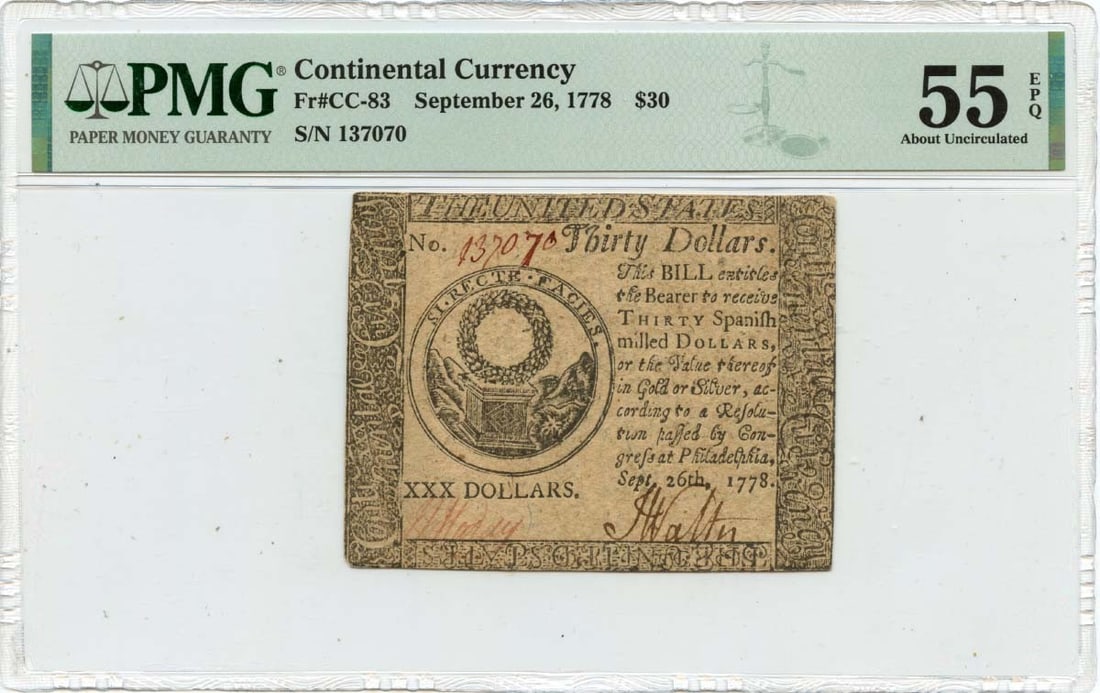 PMG®
PAPER MONEY GUARANTY
Continental Currency
Fr#CC-83 September 26, 1778 $30
S/N 137070
55
EPQ
About Uncirculated
THE UNITED STATES
No. 137070 Thirty Dollars.
This BILL entitles
the Bearer to receive
THIRTY Spanish
milled DOLLARS,
or the Value thereof
in Gold or Silver, ac-
cording to a Resolu-
tion passed by Con-
gress at Philadelphia,
Sept. 26th, 1778.
SI·RECTE·FACIES.
XXX DOLLARS.